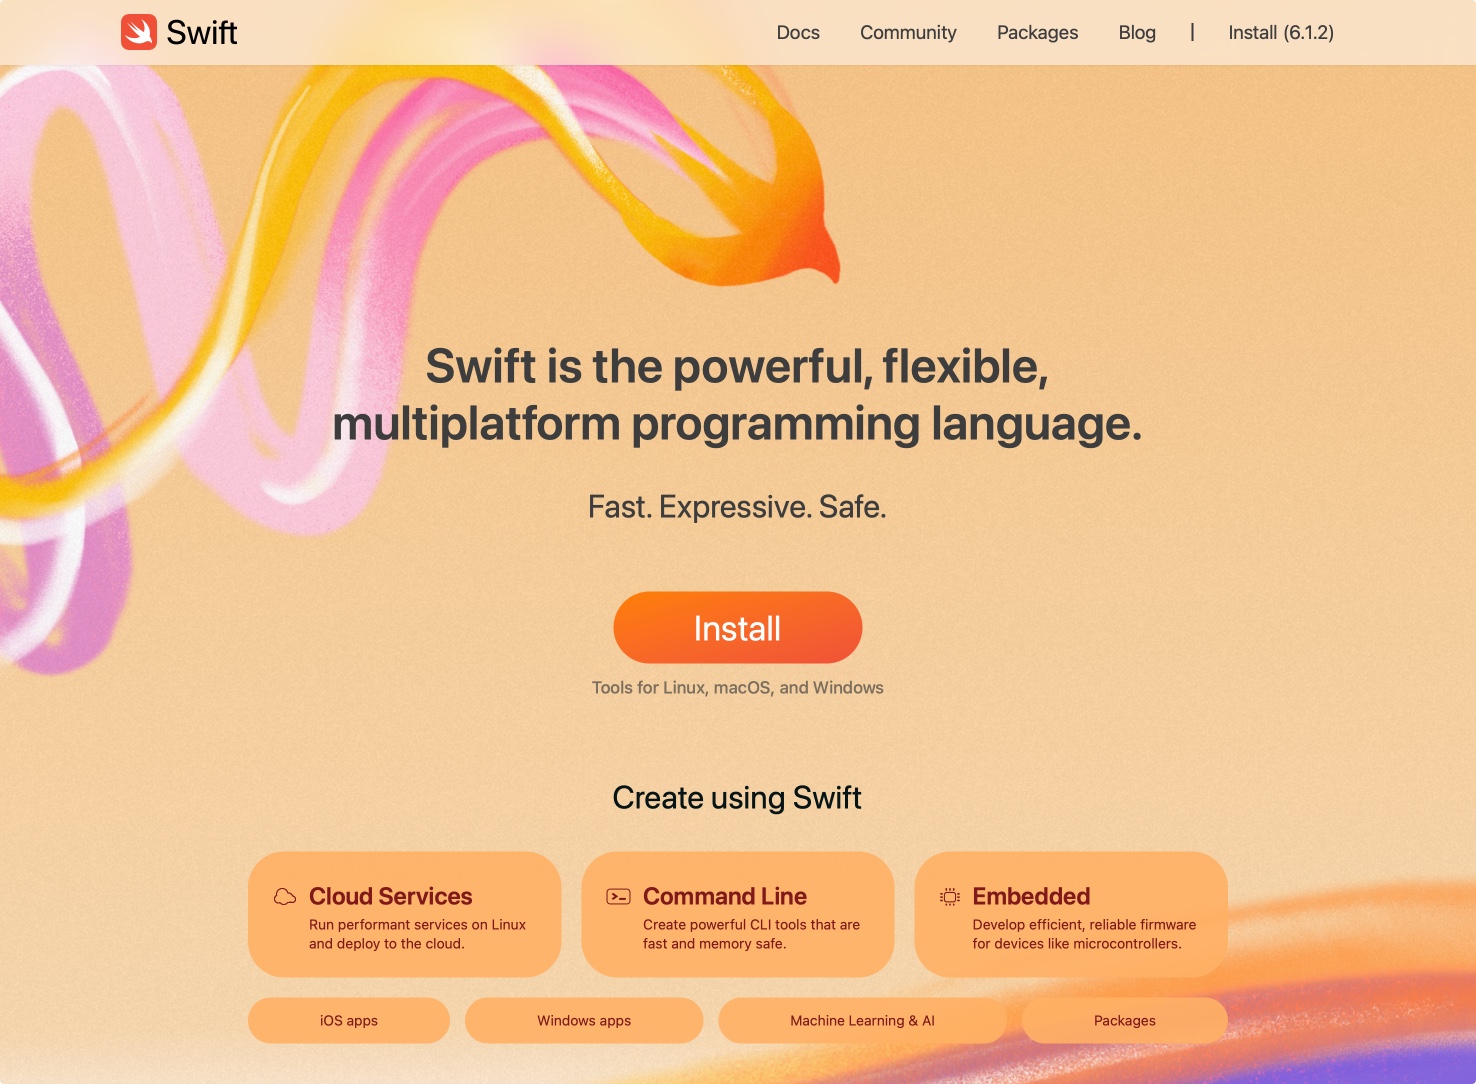 Swift
Docs
Community
Packages
Blog
|
Install (6.1.2)
Swift is the powerful, flexible,
multiplatform programming language.
Fast. Expressive. Safe.
Install
Tools for Linux, macOS, and Windows
Create using Swift
Cloud Services
Run performant services on Linux
and deploy to the cloud.
Command Line
Create powerful CLI tools that are
fast and memory safe.
Embedded
Develop efficient, reliable firmware
for devices like microcontrollers.
iOS apps
Windows apps
Machine Learning & AI
Packages